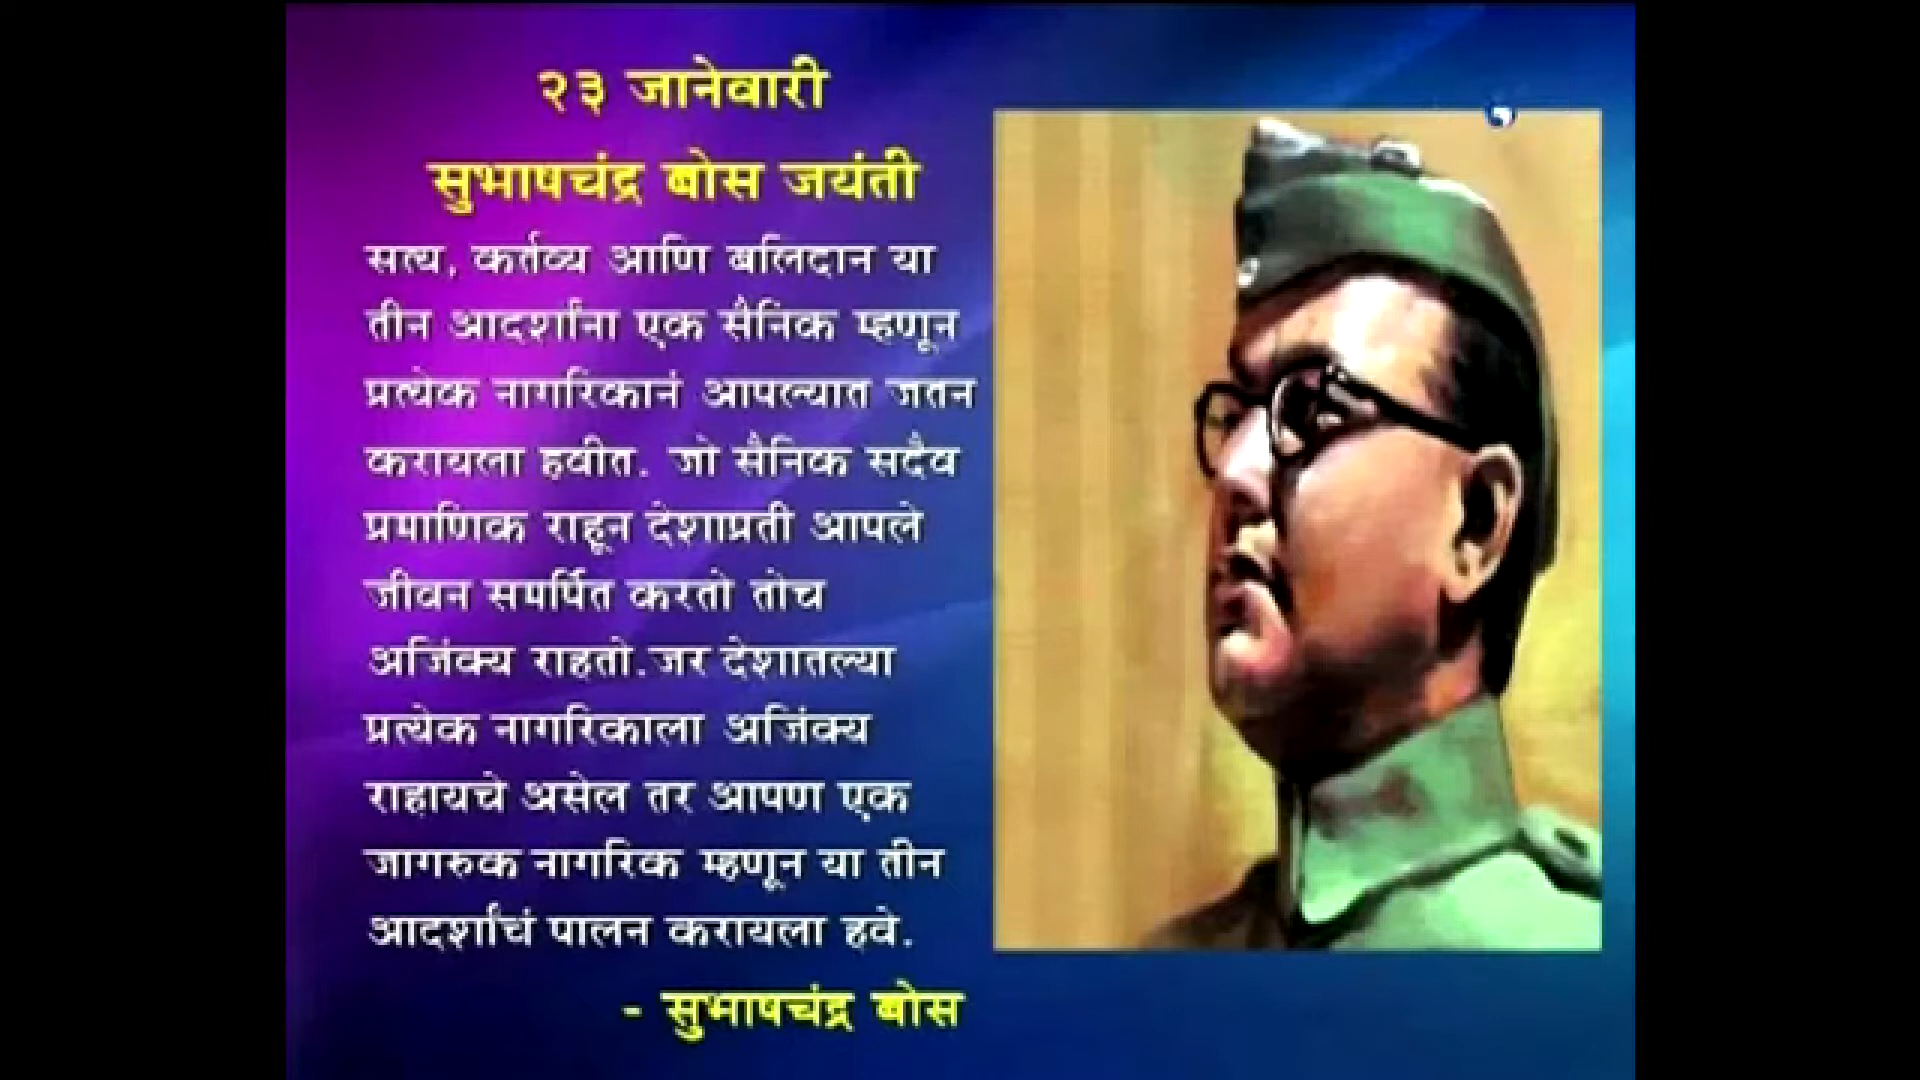 २३ जानेवारी
सुभाषचंद्र बोस जयंती
सत्य, कर्तव्य आणि बलिदान या
तीन आदर्शांना एक सैनिक म्हणून
प्रत्येक नागरिकानं आपल्यात जतन
करायला हवीत. जो सैनिक सदैव
प्रमाणिक राहून देशाप्रती आपले
जीवन समर्पित करतो तोच
अजिंक्य राहतो.जर देशातल्या
प्रत्येक नागरिकाला अजिंक्य
राहायचे असेल तर आपण एक
जागरुक नागरिक म्हणून या तीन
आदर्शांचं पालन करायला हवे.
- सुभाषचंद्र बोस